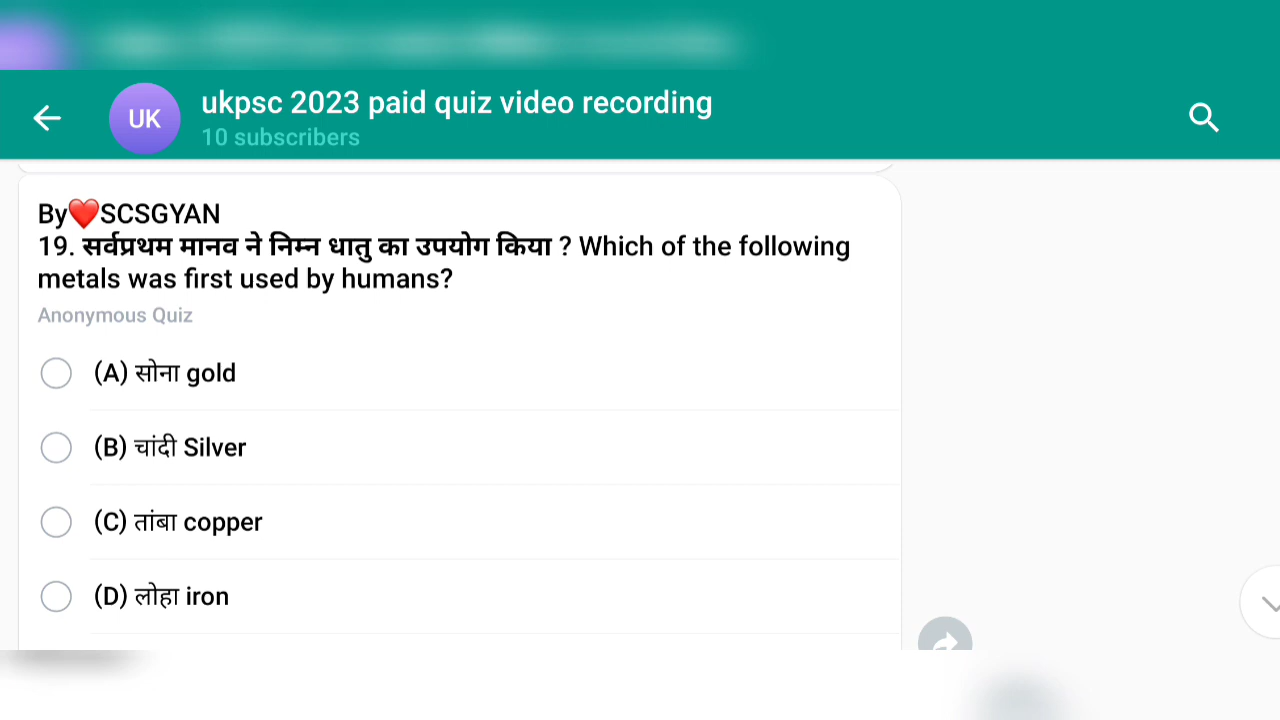 UK
ukpsc 2023 paid quiz video recording
10 subscribers
By❤️SCSGYAN
19. सर्वप्रथम मानव ने निम्न धातु का उपयोग किया ? Which of the following
metals was first used by humans?
Anonymous Quiz
(A) सोना gold
(B) चांदी Silver
(C) तांबा copper
(D) लोहा iron